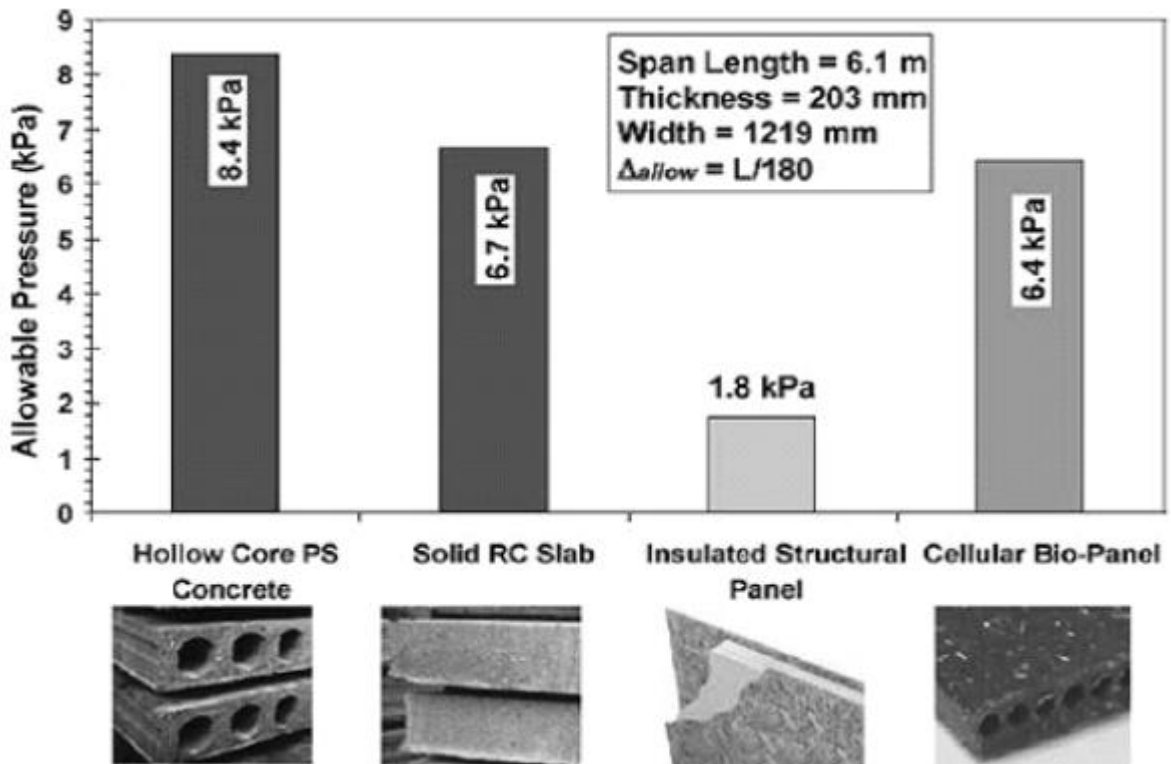 9
8
7
6
5
4
3
2
1
0
Allowable Pressure (kPa)
8.4 kPa
6.7 kPa
1.8 kPa
6.4 kPa
Span Length = 6.1 m
Thickness = 203 mm
Width = 1219 mm
Δallow = L/180
Hollow Core PS
Concrete
Solid RC Slab
Insulated Structural
Panel
Cellular Bio-Panel